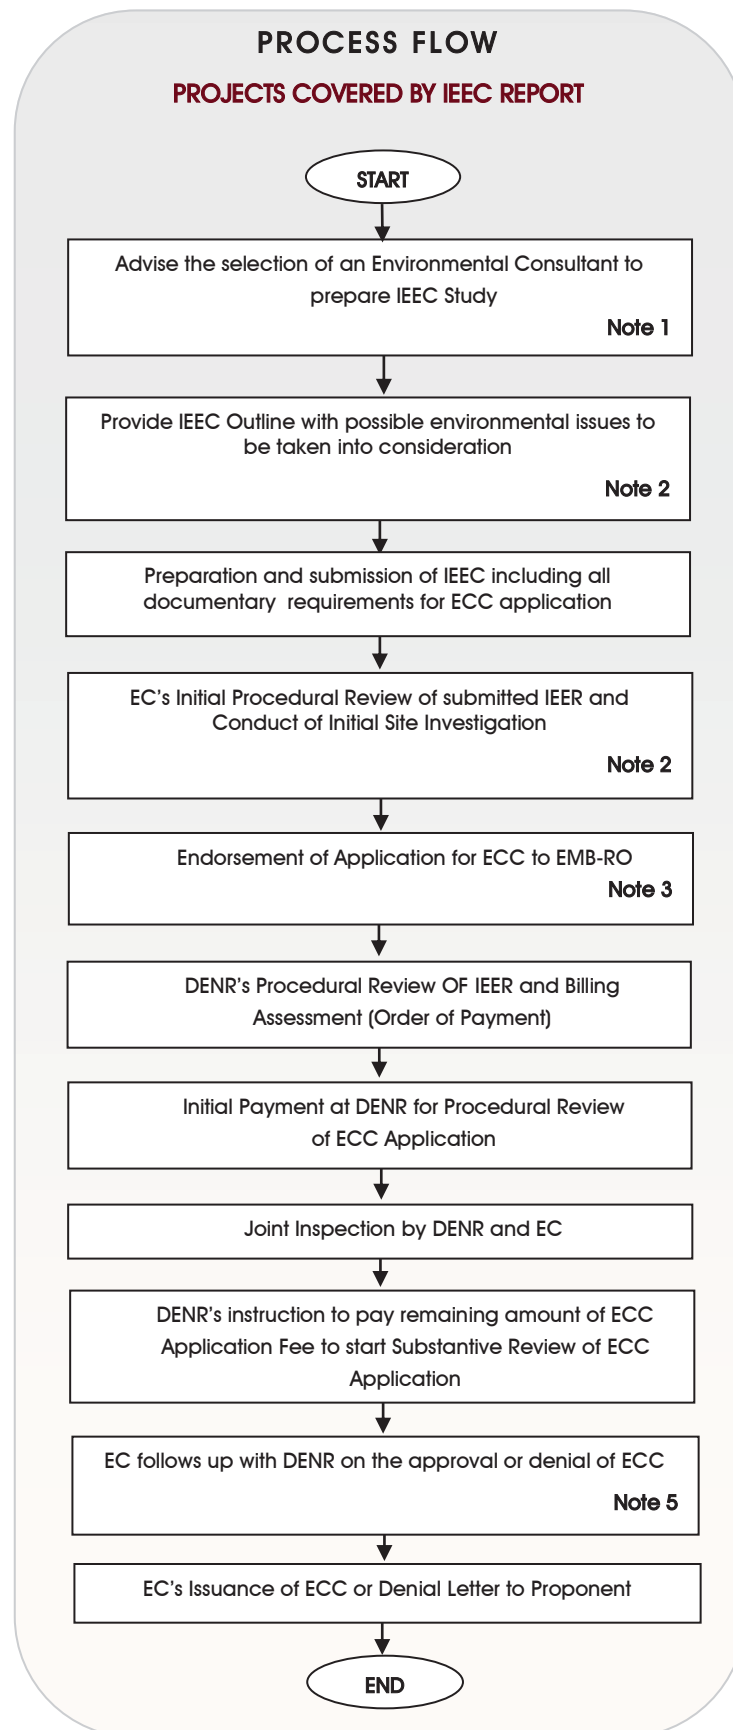 PROCESS FLOW
PROJECTS COVERED BY IEEC REPORT
START
Advise the selection of an Environmental Consultant to
prepare IEEC Study
Note 1
Provide IEEC Outline with possible environmental issues to
be taken into consideration
Note 2
Preparation and submission of IEEC including all
documentary requirements for ECC application
EC's Initial Procedural Review of submitted IEER and
Conduct of Initial Site Investigation
Note 2
Endorsement of Application for ECC to EMB-RO
Note 3
DENR's Procedural Review OF IEER and Billing
Assessment (Order of Payment)
Initial Payment at DENR for Procedural Review
of ECC Application
Joint Inspection by DENR and EC
DENR's instruction to pay remaining amount of ECC
Application Fee to start Substantive Review of ECC
Application
EC follows up with DENR on the approval or denial of ECC
Note 5
EC's Issuance of ECC or Denial Letter to Proponent
END